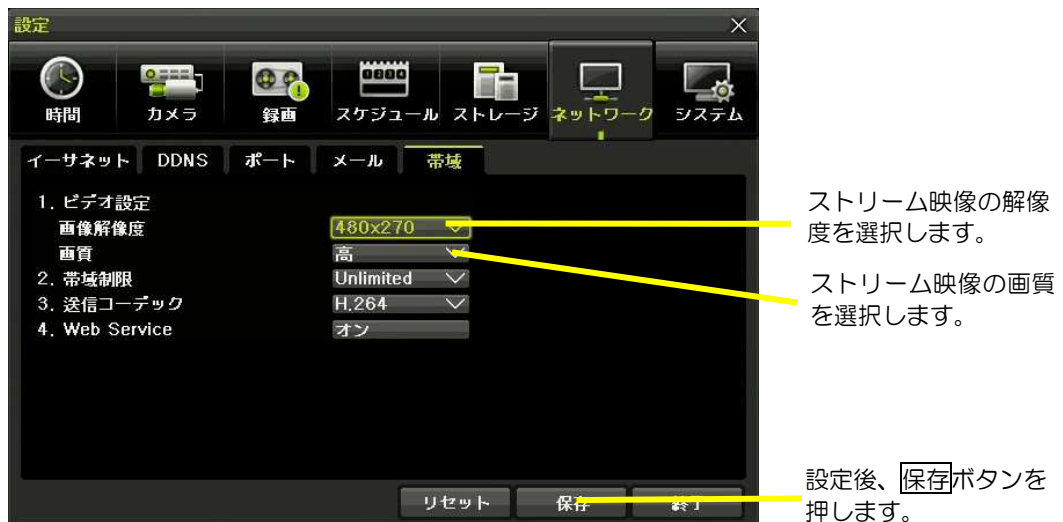 設定
時間 カメラ 録画 スケジュール ストレージ ネットワーク システム
イーサネット DDNS ポート メール 帯域
1. ビデオ設定
画像解像度 480x270
画質 高
2. 帯域制限 Unlimited
3. 送信コーデック H.264
4. Web Service オン
リセット 保存 終了
ストリーム映像の解像
度を選択します。
ストリーム映像の画質
を選択します。
設定後、保存ボタンを
押します。